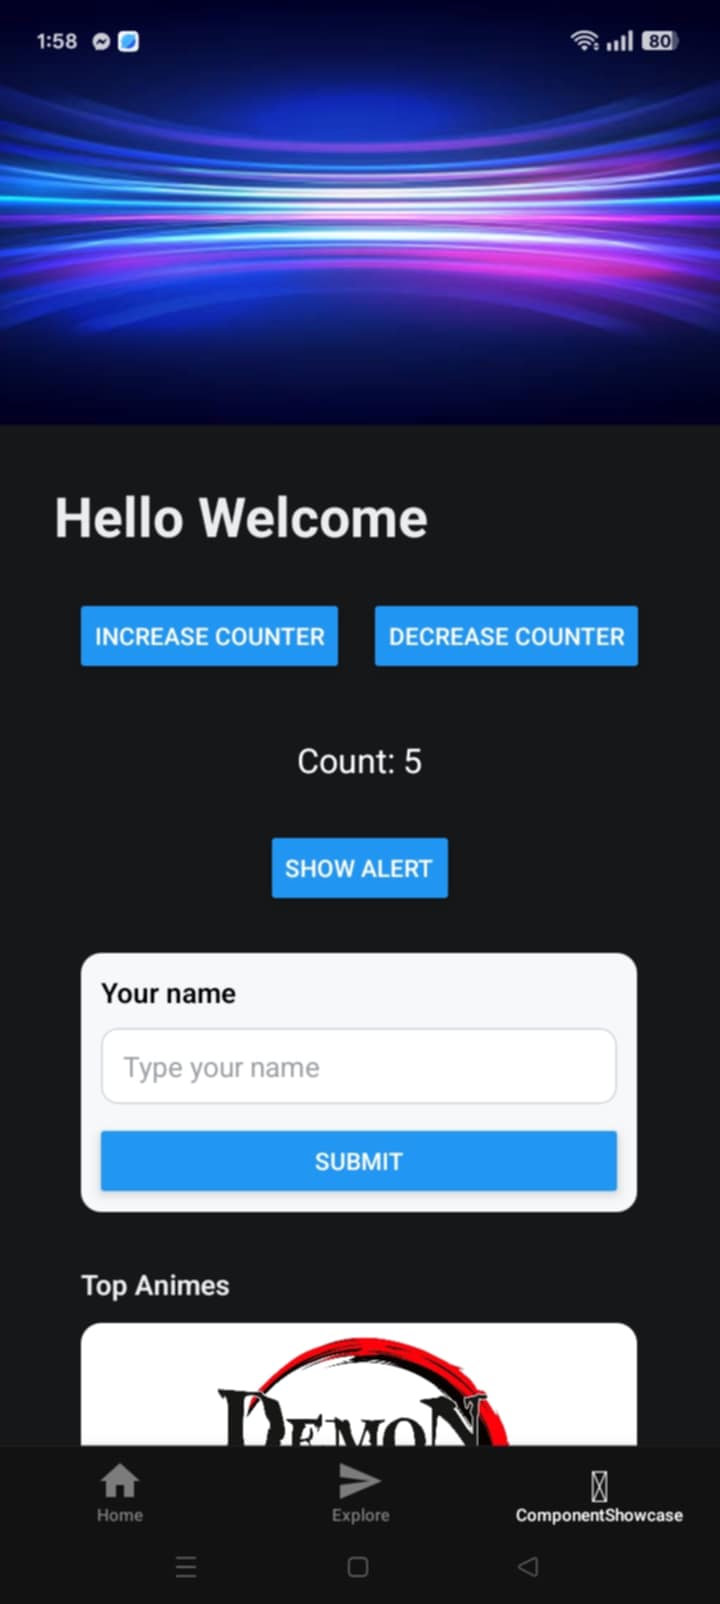 1:58
80
Hello Welcome
INCREASE COUNTER DECREASE COUNTER
Count: 5
SHOW ALERT
Your name
Type your name
SUBMIT
Top Animes
DEMON
Home Explore ComponentShowcase